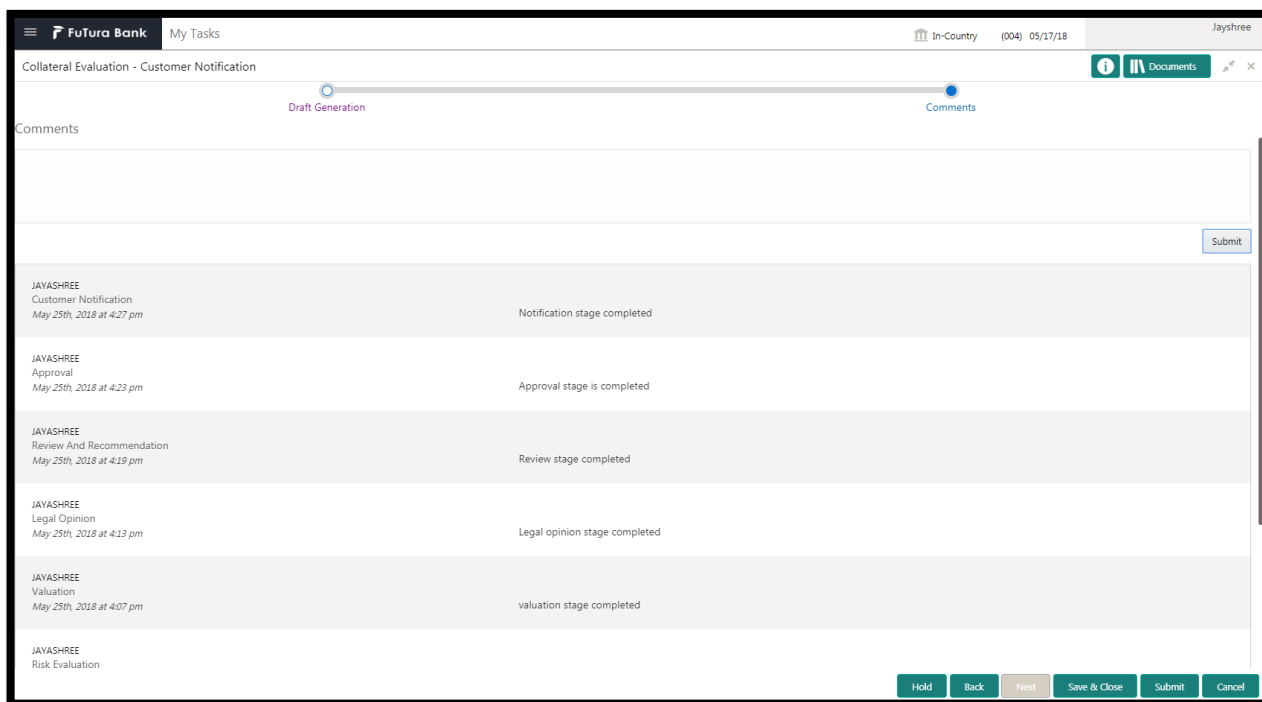 FuTura Bank
My Tasks
In-Country
(004) 05/17/18
Jayshree
Collateral Evaluation - Customer Notification
i
Documents
Draft Generation
Comments
Comments
Submit
JAYASHREE
Customer Notification
May 25th, 2018 at 4:27 pm
Notification stage completed
JAYASHREE
Approval
May 25th, 2018 at 4:23 pm
Approval stage is completed
JAYASHREE
Review And Recommendation
May 25th, 2018 at 4:19 pm
Review stage completed
JAYASHREE
Legal Opinion
May 25th, 2018 at 4:13 pm
Legal opinion stage completed
JAYASHREE
Valuation
May 25th, 2018 at 4:07 pm
valuation stage completed
JAYASHREE
Risk Evaluation
Hold
Back
Next
Save & Close
Submit
Cancel